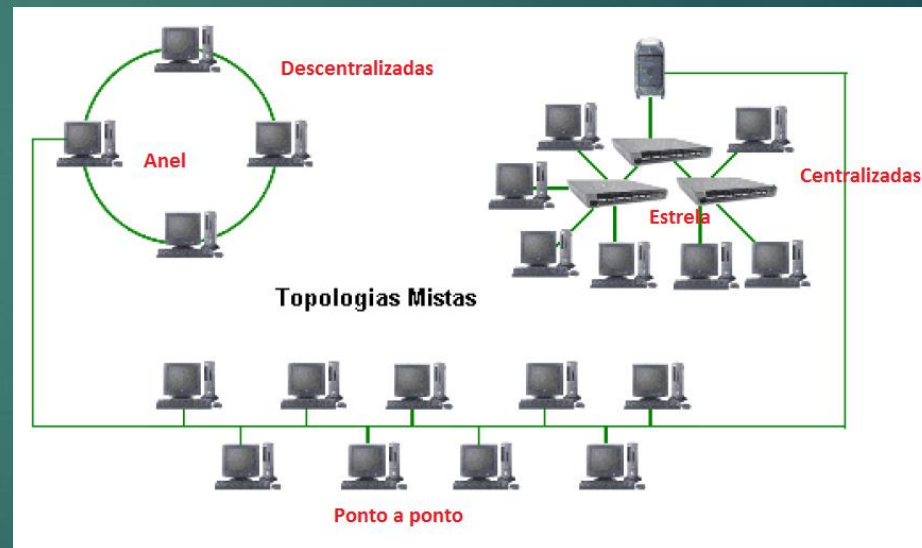 Descentralizadas
Anel
Centralizadas
Estrela
Topologias Mistas
Ponto a ponto